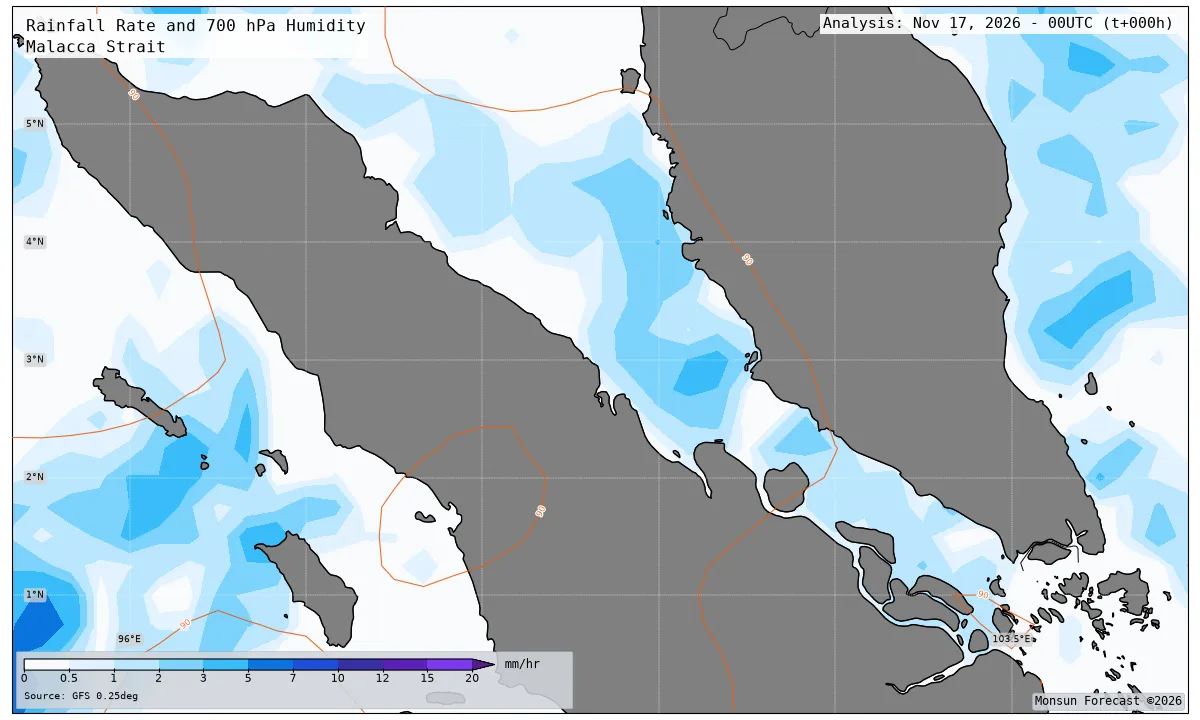 Rainfall Rate and 700 hPa Humidity
Malacca Strait
Analysis: Nov 17, 2026 - 00UTC (t+000h)
90
5°N
4°N
90
3°N
2°N
90
1°N
90
90
96°E
103.5°E
0 0.5 1 2 3 5 7 10 12 15 20 mm/hr
Source: GFS 0.25deg
Monsun Forecast ©2026